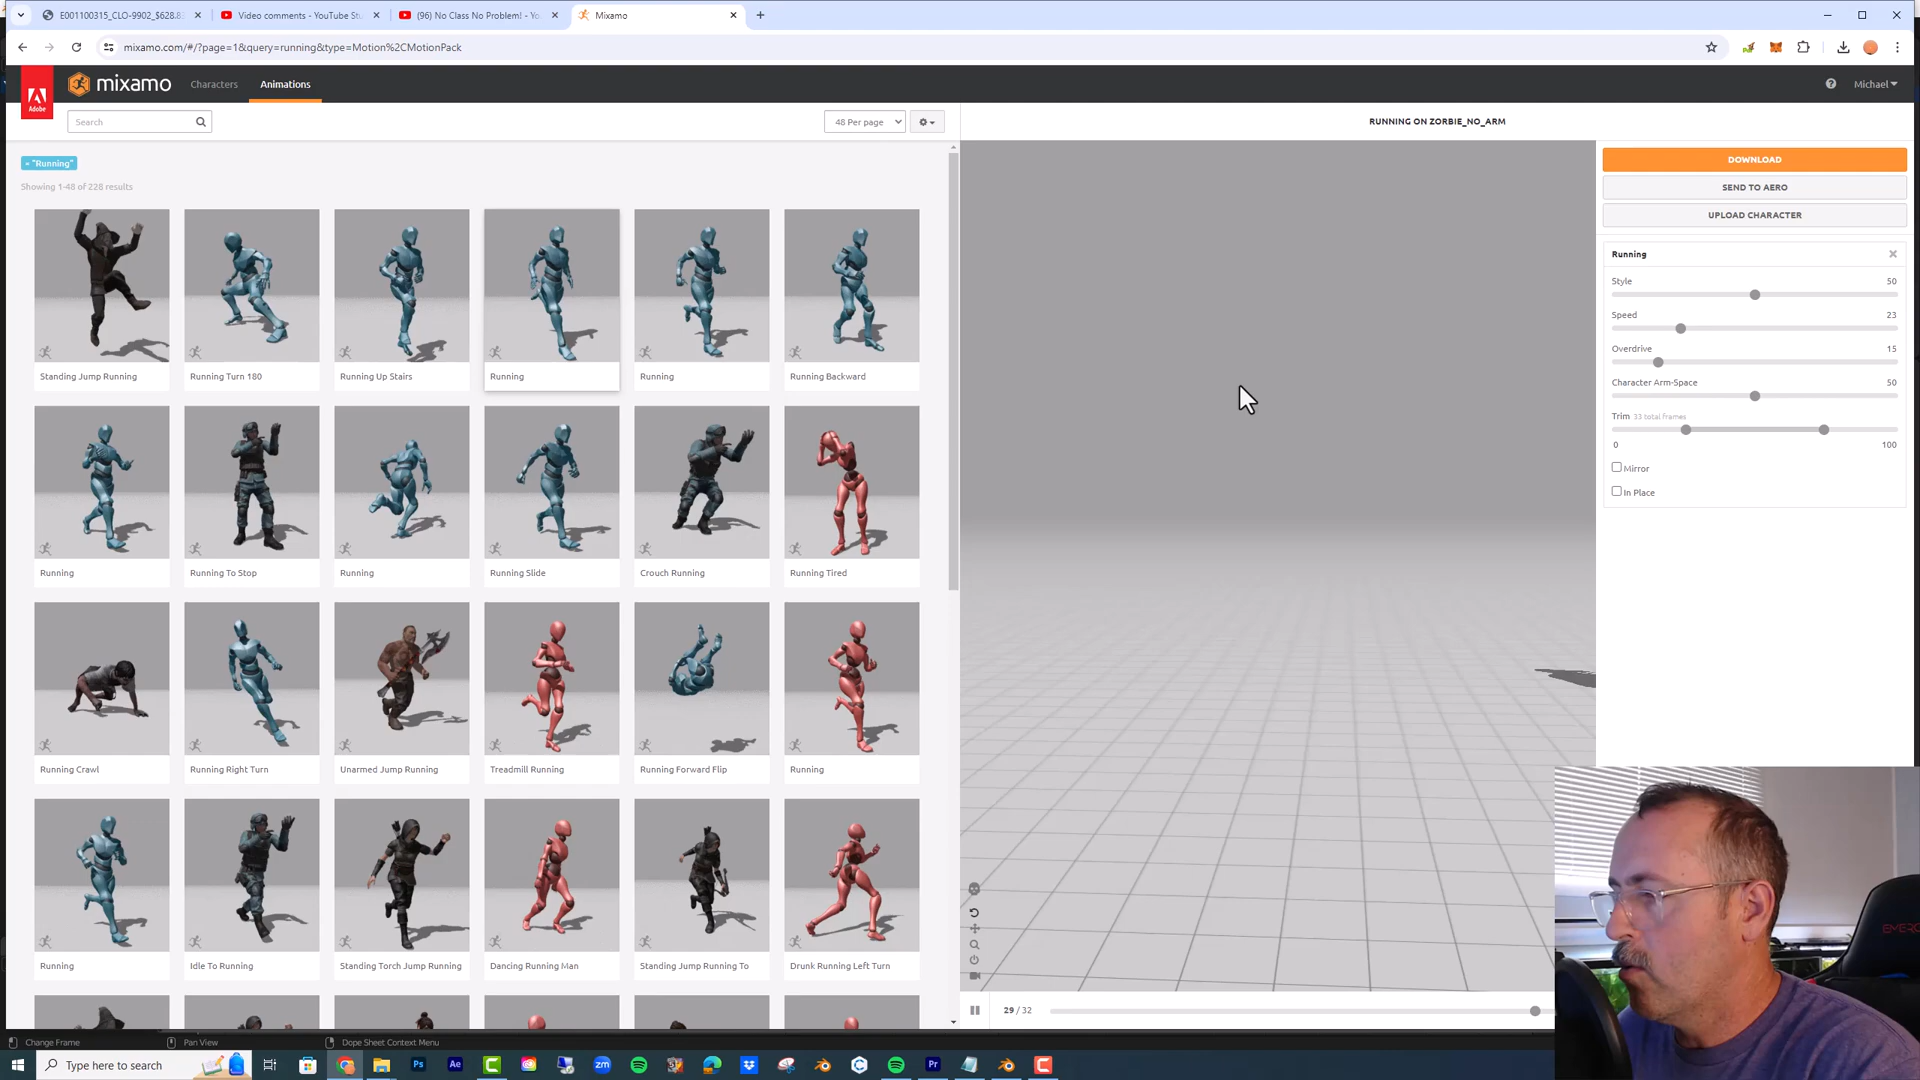 E001100315_CLO-9902_$628.8
Video comments - YouTube St
(96) No Class No Problem! - Yo
Mixamo
mixamo.com/#/?page=1&query=running&type=Motion%2CMotionPack
Adobe
mixamo
Characters
Animations
Michael
Search
48 Per page
RUNNING ON ZORBIE_NO_ARM
× "Running"
Showing 1-48 of 228 results
DOWNLOAD
SEND TO AERO
UPLOAD CHARACTER
Running
Style 50
Speed 23
Overdrive 15
Character Arm-Space 50
Trim 33 total frames
0 100
Mirror
In Place
Standing Jump Running
Running Turn 180
Running Up Stairs
Running
Running
Running Backward
Running
Running To Stop
Running
Running Slide
Crouch Running
Running Tired
Running Crawl
Running Right Turn
Unarmed Jump Running
Treadmill Running
Running Forward Flip
Running
Running
Idle To Running
Standing Torch Jump Running
Dancing Running Man
Standing Jump Running To
Drunk Running Left Turn
29 / 32
Change Frame
Pan View
Dope Sheet Context Menu
Type here to search